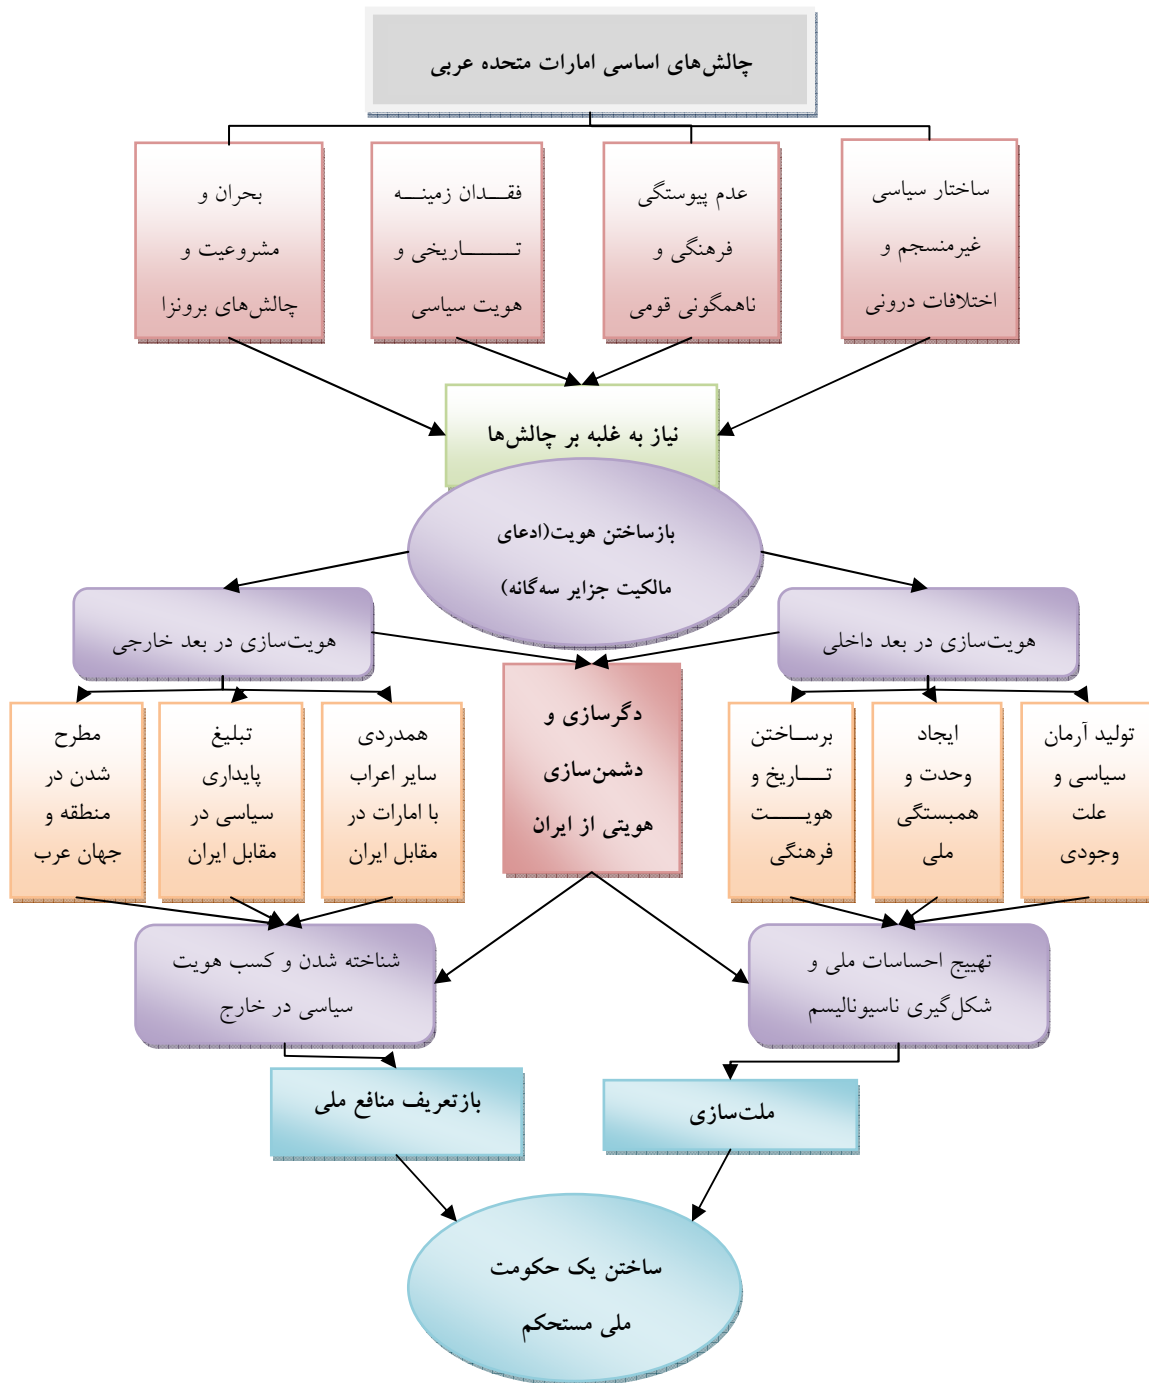 چالش‌های اساسی امارات متحده عربی
ساختار سیاسی
غیرمنسجم و
اختلافات درونی
عدم پیوستگی
فرهنگی و
ناهمگونی قومی
فقدان زمینه
تاریخی و
هویت سیاسی
بحران و
مشروعیت و
چالش‌های برونزا
نیاز به غلبه بر چالش‌ها
بازساختن هویت(ادعای
مالکیت جزایر سه‌گانه)
هویت‌سازی در بعد داخلی
هویت‌سازی در بعد خارجی
دگرسازی و
دشمن‌سازی
هویتی از ایران
تولید آرمان
سیاسی و
علت
وجودی
ایجاد
وحدت و
همبستگی
ملی
برساختن
تاریخ و
هویت
فرهنگی
همدردی
سایر اعراب
با امارات در
مقابل ایران
تبلیغ
پایداری
سیاسی در
مقابل ایران
مطرح
شدن در
منطقه و
جهان عرب
تهییج احساسات ملی و
شکل‌گیری ناسیونالیسم
شناخته شدن و کسب هویت
سیاسی در خارج
ملت‌سازی
بازتعریف منافع ملی
ساختن یک حکومت
ملی مستحکم